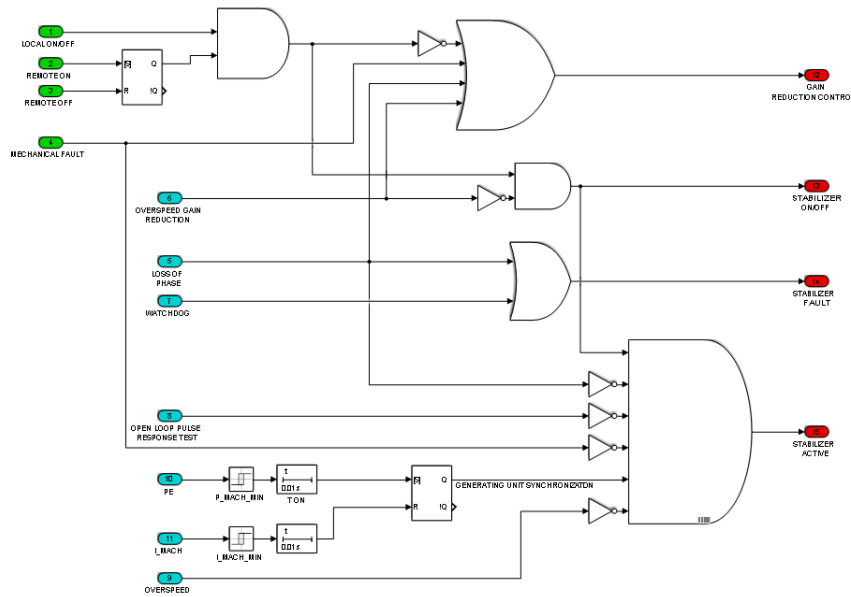 1
LOCAL ON/OFF
2
REMOTE ON
3
REMOTE OFF
Q
R
!Q
12
GAIN
REDUCTION CONTRO
4
MECHANICAL FAULT
6
OVERSPEED GAIN
REDUCTION
13
STABILIZER
ON/OFF
5
LOSS OF
PHASE
7
WATCHDOG
14
STABILIZER
FAULT
8
OPEN LOOP PULSE
RESPONSE TEST
15
STABILIZER
ACTIVE
10
PE
P_MACH_MIN
t
0.01s
TON
Q
R
!Q
GENERATING UNIT SYNCHRONIZATION
11
I_MACH
I_MACH_MIN
t
0.01s
9
OVERSPEED